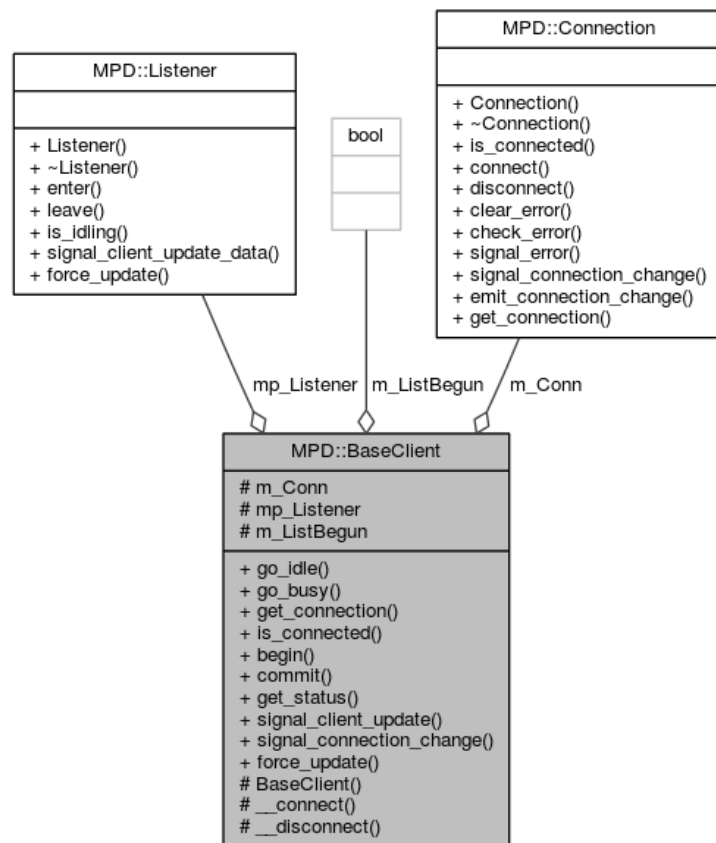 MPD::Listener
+ Listener()
+ ~Listener()
+ enter()
+ leave()
+ is_idling()
+ signal_client_update_data()
+ force_update()
bool
MPD::Connection
+ Connection()
+ ~Connection()
+ is_connected()
+ connect()
+ disconnect()
+ clear_error()
+ check_error()
+ signal_error()
+ signal_connection_change()
+ emit_connection_change()
+ get_connection()
mp_Listener
m_ListBegun
m_Conn
MPD::BaseClient
# m_Conn
# mp_Listener
# m_ListBegun
+ go_idle()
+ go_busy()
+ get_connection()
+ is_connected()
+ begin()
+ commit()
+ get_status()
+ signal_client_update()
+ signal_connection_change()
+ force_update()
# BaseClient()
# __connect()
# __disconnect()